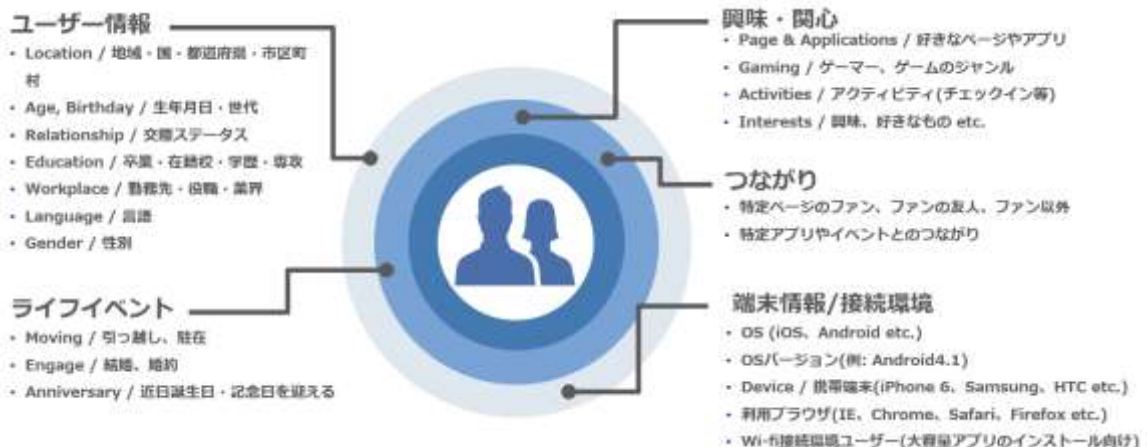 ユーザー情報
• Location / 地域・国・都道府県・市区町
村
• Age, Birthday / 生年月日・世代
• Relationship / 交際ステータス
• Education / 卒業・在籍校・学歴・専攻
• Workplace / 勤務先・役職・業界
• Language / 言語
• Gender / 性別
ライフイベント
• Moving / 引っ越し、駐在
• Engage / 結婚、婚約
• Anniversary / 近日誕生日・記念日を迎える
興味・関心
• Page & Applications / 好きなページやアプリ
• Gaming / ゲーマー、ゲームのジャンル
• Activities / アクティビティ(チェックイン等)
• Interests / 興味、好きなもの etc.
つながり
• 特定ページのファン、ファンの友人、ファン以外
• 特定アプリやイベントとのつながり
端末情報/接続環境
• OS (iOS、Android etc.)
• OSバージョン(例: Android4.1)
• Device / 携帯端末(iPhone 6、Samsung、HTC etc.)
• 利用ブラウザ(IE、Chrome、Safari、Firefox etc.)
• Wi-fi接続環境ユーザー(大容量アプリのインストール向け)